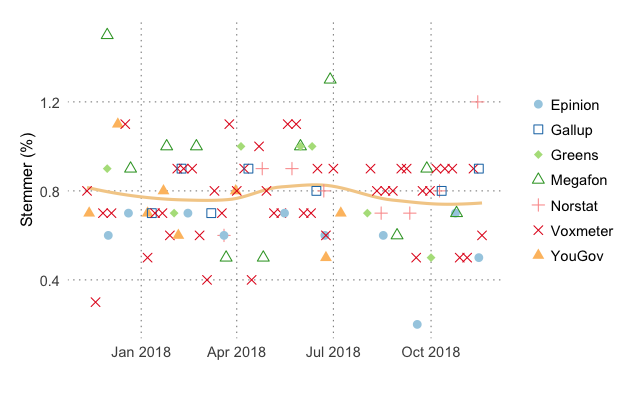 Stemmer (%)
1.2
0.8
0.4
Jan 2018
Apr 2018
Jul 2018
Oct 2018
Epinion
Gallup
Greens
Megafon
Norstat
Voxmeter
YouGov